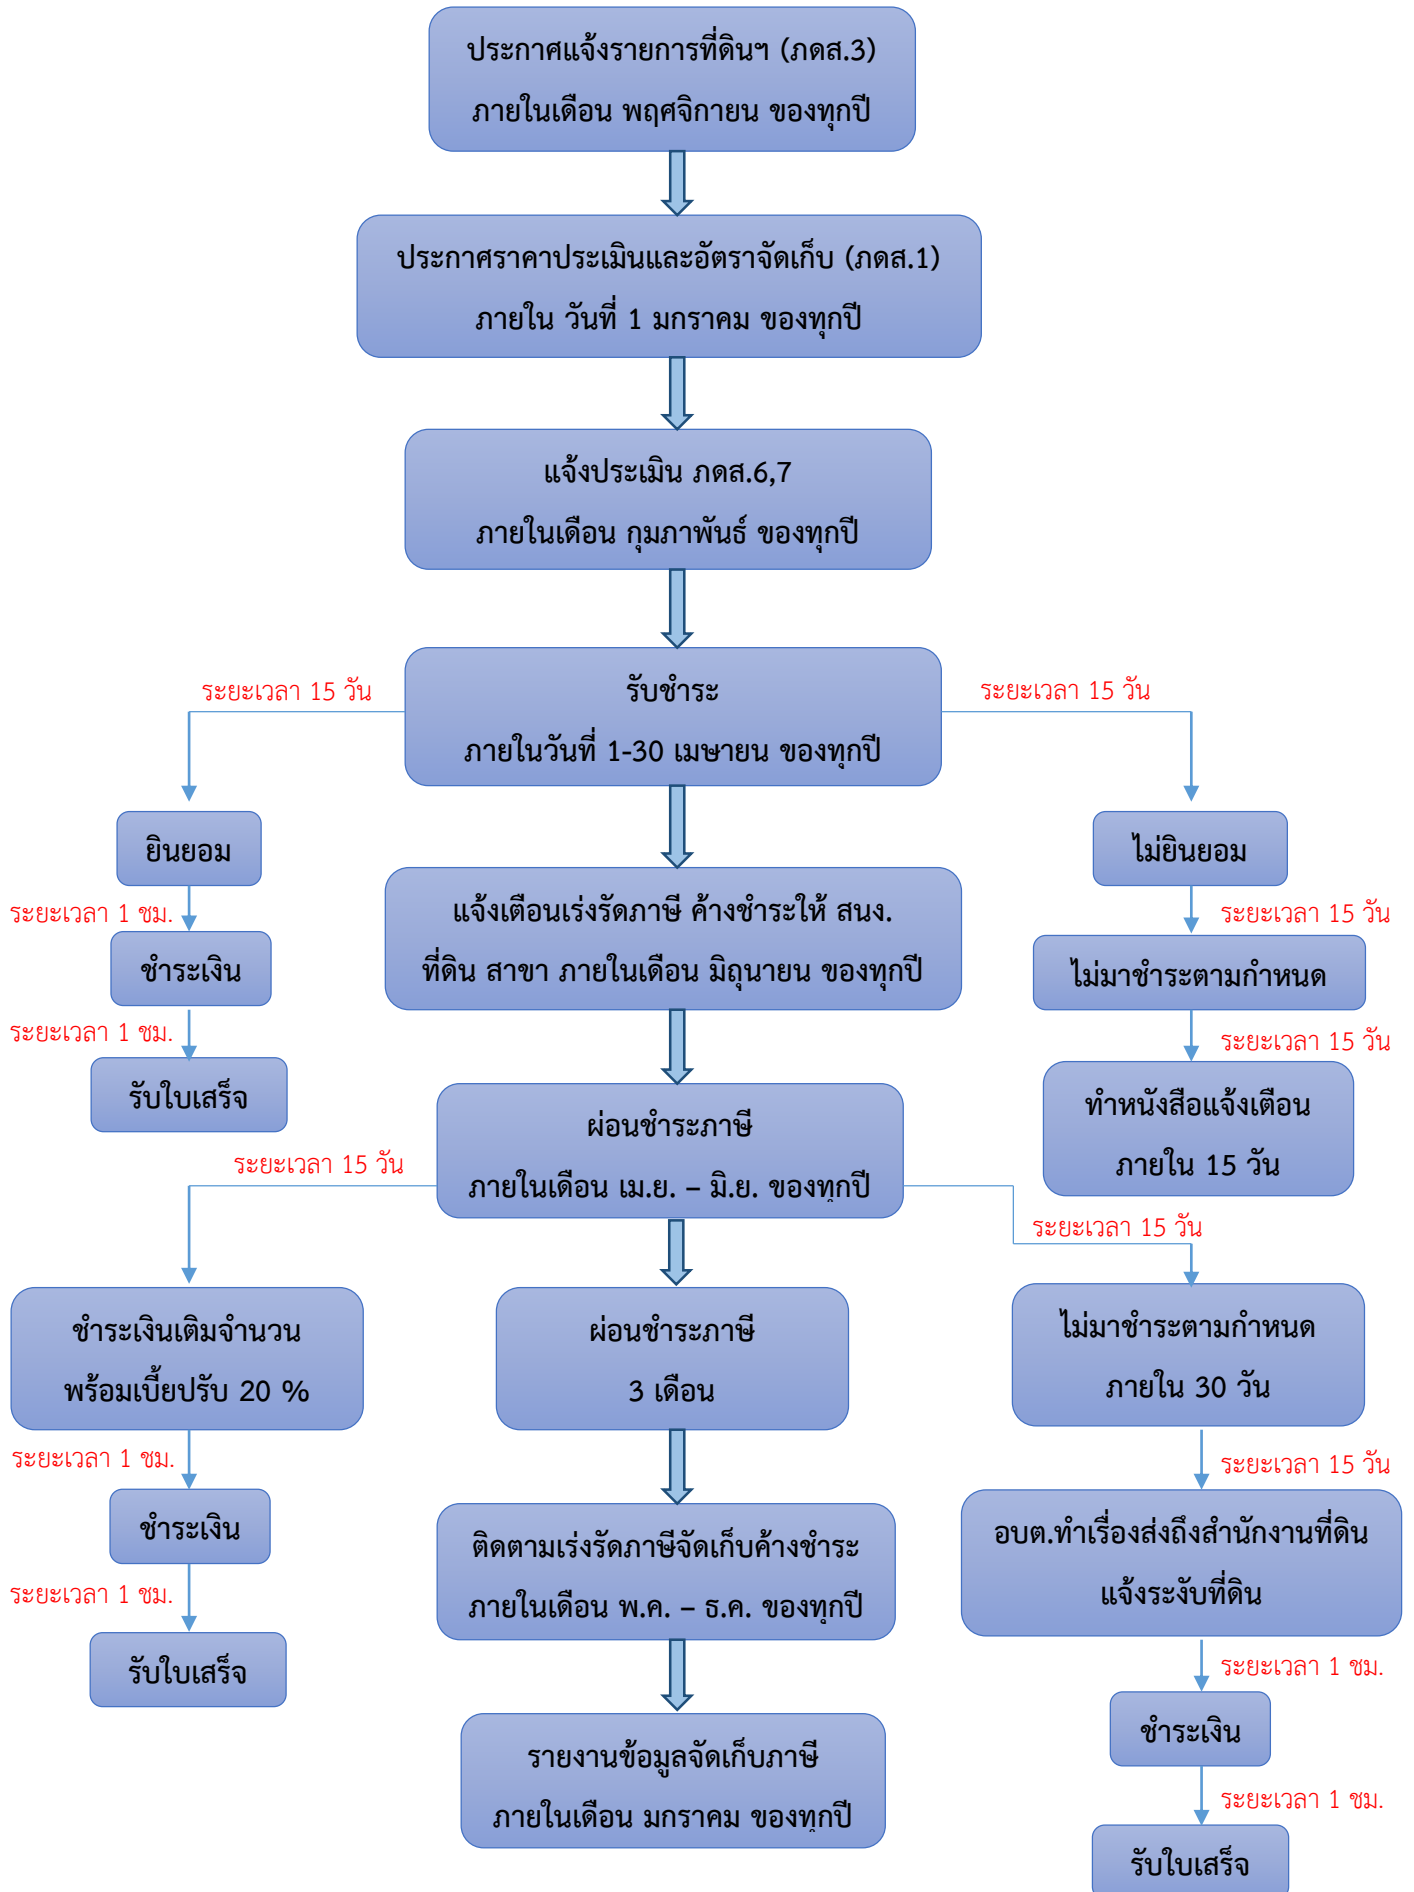 ประกาศแจ้งรายการที่ดินฯ (ภดส.3)
ภายในเดือน พฤศจิกายน ของทุกปี
ประกาศราคาประเมินและอัตราจัดเก็บ (ภดส.1)
ภายใน วันที่ 1 มกราคม ของทุกปี
แจ้งประเมิน ภดส.6,7
ภายในเดือน กุมภาพันธ์ ของทุกปี
รับชำระ
ภายในวันที่ 1-30 เมษายน ของทุกปี
ระยะเวลา 15 วัน
ยินยอม
ระยะเวลา 1 ชม.
ชำระเงิน
ระยะเวลา 1 ชม.
รับใบเสร็จ
ระยะเวลา 15 วัน
ไม่ยินยอม
ระยะเวลา 15 วัน
ไม่มาชำระตามกำหนด
ระยะเวลา 15 วัน
ทำหนังสือแจ้งเตือน
ภายใน 15 วัน
แจ้งเตือนเร่งรัดภาษี ค้างชำระให้ สนง.
ที่ดิน สาขา ภายในเดือน มิถุนายน ของทุกปี
ผ่อนชำระภาษี
ภายในเดือน เม.ย. – มิ.ย. ของทุกปี
ระยะเวลา 15 วัน
ชำระเงินเติมจำนวน
พร้อมเบี้ยปรับ 20 %
ระยะเวลา 1 ชม.
ชำระเงิน
ระยะเวลา 1 ชม.
รับใบเสร็จ
ผ่อนชำระภาษี
3 เดือน
ติดตามเร่งรัดภาษีจัดเก็บค้างชำระ
ภายในเดือน พ.ค. – ธ.ค. ของทุกปี
รายงานข้อมูลจัดเก็บภาษี
ภายในเดือน มกราคม ของทุกปี
ระยะเวลา 15 วัน
ไม่มาชำระตามกำหนด
ภายใน 30 วัน
ระยะเวลา 15 วัน
อบต.ทำเรื่องส่งถึงสำนักงานที่ดิน
แจ้งระงับที่ดิน
ระยะเวลา 1 ชม.
ชำระเงิน
ระยะเวลา 1 ชม.
รับใบเสร็จ